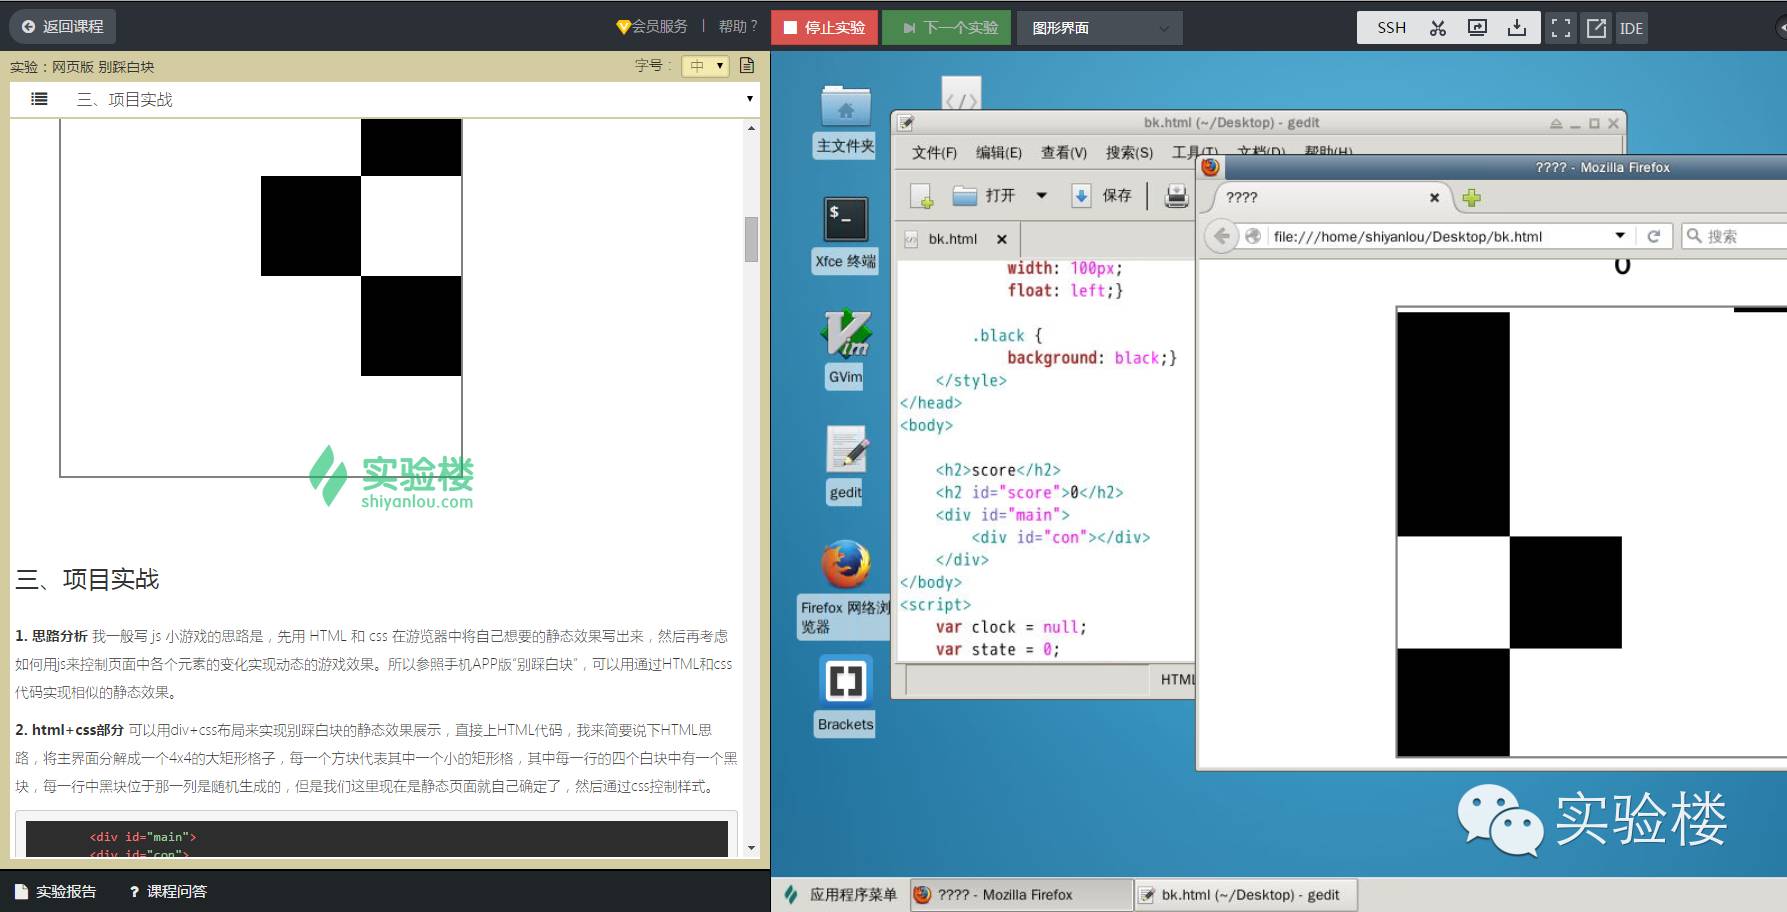 返回课程
会员服务
帮助 ?
停止实验
下一个实验
图形界面
SSH
IDE
实验：网页版 别踩白块
字号：
中
三、项目实战
实验楼
shiyanlou.com
三、项目实战
1. 思路分析 我一般写 js 小游戏的思路是，先用 HTML 和 css 在游览器中将自己想要的静态效果写出来，然后再考虑
如何用js来控制页面中各个元素的变化实现动态的游戏效果。所以参照手机APP版“别踩白块”，可以用通过HTML和css
代码实现相似的静态效果。
2. html+css部分 可以用div+css布局来实现别踩白块的静态效果展示，直接上HTML代码，我来简要说下HTML思
路，将主界面分解成一个4x4的大矩形格子，每一个方块代表其中一个小的矩形格，其中每一行的四个白块中有一个黑
块，每一行中黑块位于那一列是随机生成的，但是我们这里现在是静态页面就自己确定了，然后通过css控制样式。
<div id="main">
<div id="con">
实验报告
? 课程问答
主文件夹
Xfce 终端
GVim
gedit
Firefox 网络浏
览器
Brackets
bk.html (~/Desktop) - gedit
文件(F)
编辑(E)
查看(V)
搜索(S)
工具(T)
文档(D)
帮助(H)
打开
保存
bk.html
width: 100px;
float: left;}
.black {
background: black;}
</style>
</head>
<body>
<h2>score</h2>
<h2 id="score">0</h2>
<div id="main">
<div id="con"></div>
</div>
</body>
<script>
var clock = null;
var state = 0;
HTML
???? - Mozilla Firefox
????
file:///home/shiyanlou/Desktop/bk.html
搜索
0
实验楼
应用程序菜单
???? - Mozilla Firefox
bk.html (~/Desktop) - gedit